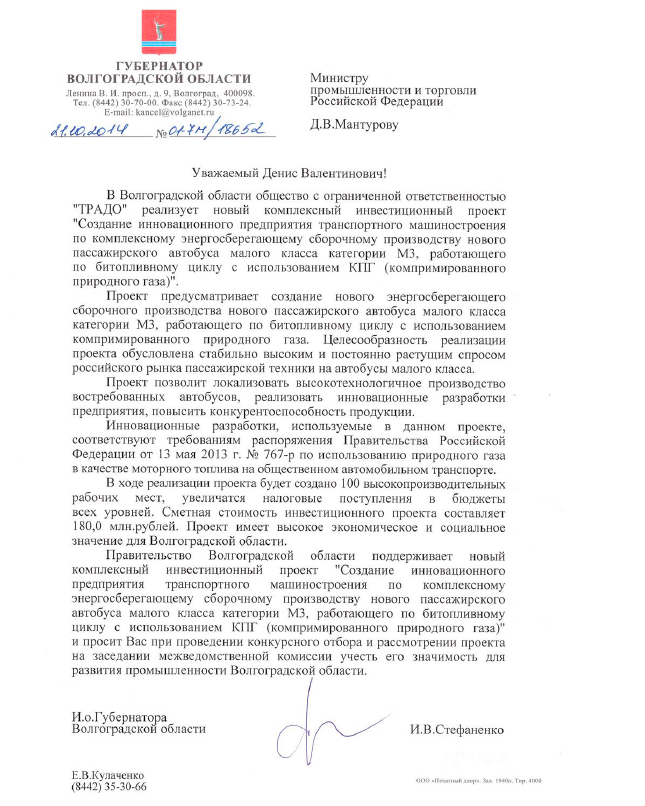 ГУБЕРНАТОР
ВОЛГОГРАДСКОЙ ОБЛАСТИ
Ленина В. И. просп., д. 9, Волгоград, 400098.
Тел. (8442) 30-70-00. Факс (8442) 30-73-24.
E-mail: kancel@volganet.ru
21.10.2014 № 01-7н/18652
Министру
промышленности и торговли
Российской Федерации
Д.В.Мантурову
Уважаемый Денис Валентинович!
В Волгоградской области общество с ограниченной ответственностью
"ТРАДО" реализует новый комплексный инвестиционный проект
"Создание инновационного предприятия транспортного машиностроения
по комплексному энергосберегающему сборочному производству нового
пассажирского автобуса малого класса категории М3, работающего
по битопливному циклу с использованием КПГ (компримированного
природного газа)".
Проект предусматривает создание нового энергосберегающего
сборочного производства нового пассажирского автобуса малого класса
категории М3, работающего по битопливному циклу с использованием
компримированного природного газа. Целесообразность реализации
проекта обусловлена стабильно высоким и постоянно растущим спросом
российского рынка пассажирской техники на автобусы малого класса.
Проект позволит локализовать высокотехнологичное производство
востребованных автобусов, реализовать инновационные разработки
предприятия, повысить конкурентоспособность продукции.
Инновационные разработки, используемые в данном проекте,
соответствуют требованиям распоряжения Правительства Российской
Федерации от 13 мая 2013 г. № 767-р по использованию природного газа
в качестве моторного топлива на общественном автомобильном транспорте.
В ходе реализации проекта будет создано 100 высокопроизводительных
рабочих мест, увеличатся налоговые поступления в бюджеты
всех уровней. Сметная стоимость инвестиционного проекта составляет
180,0 млн.рублей. Проект имеет высокое экономическое и социальное
значение для Волгоградской области.
Правительство Волгоградской области поддерживает новый
комплексный инвестиционный проект "Создание инновационного
предприятия транспортного машиностроения по комплексному
энергосберегающему сборочному производству нового пассажирского
автобуса малого класса категории М3, работающего по битопливному
циклу с использованием КПГ (компримированного природного газа)"
и просит Вас при проведении конкурсного отбора и рассмотрении проекта
на заседании межведомственной комиссии учесть его значимость для
развития промышленности Волгоградской области.
И.о.Губернатора
Волгоградской области
И.В.Стефаненко
Е.В.Кулаченко
(8442) 35-30-66
ООО «Печатный двор». Зак. 1940и. Тир. 4000